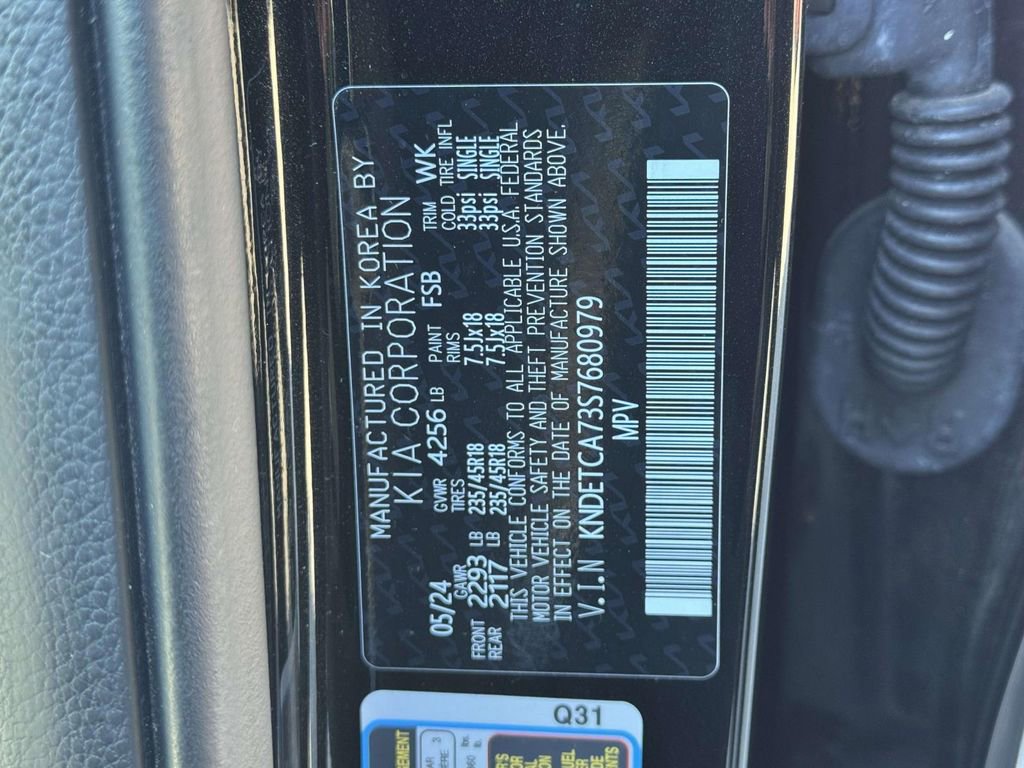 MANUFACTURED IN KOREA BY
KIA CORPORATION
05/24 GVWR 4256 LB PAINT FSB TRIM WK
GAWR TRES RIMS COLD TIRE INFL
FRONT 2293 LB 235/45R18 7.5Jx18 33psi SINGLE
REAR 2117 LB 235/45R18 7.5Jx18 33psi SINGLE
THIS VEHICLE CONFORMS TO ALL APPLICABLE U.S.A. FEDERAL
MOTOR VEHICLE SAFETY AND THEFT PREVENTION STANDARDS
IN EFFECT ON THE DATE OF MANUFACTURE SHOWN ABOVE.
V.I.N KNDETCA73S7680979
MPV
Q31